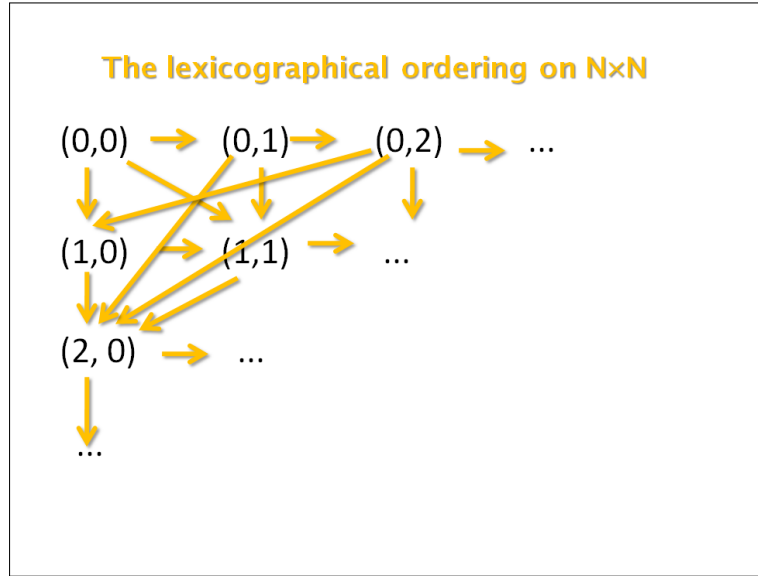 The lexicographical ordering on N×N
(0,0) (0,1) (0,2) ...
(1,0) (1,1) ...
(2, 0) ...
...